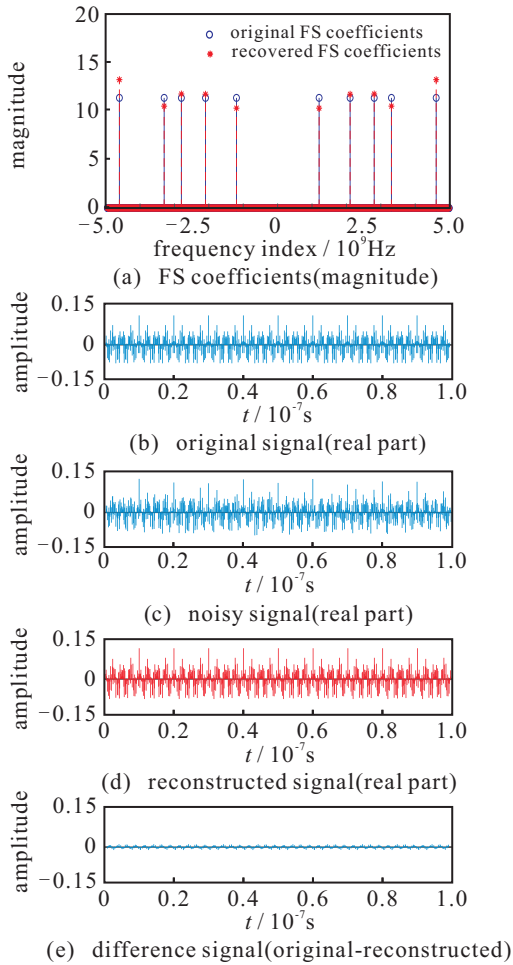 20
15
10
5
0
magnitude
original FS coefficients
recovered FS coefficients
−5.0 −2.5 0 2.5 5.0
frequency index / 10⁹Hz
(a) FS coefficients(magnitude)
0.15
0
−0.15
amplitude
0 0.2 0.4 0.6 0.8 1.0
t / 10⁻⁷s
(b) original signal(real part)
0.15
0
−0.15
amplitude
0 0.2 0.4 0.6 0.8 1.0
t / 10⁻⁷s
(c) noisy signal(real part)
0.15
0
−0.15
amplitude
0 0.2 0.4 0.6 0.8 1.0
t / 10⁻⁷s
(d) reconstructed signal(real part)
0.15
0
−0.15
amplitude
0 0.2 0.4 0.6 0.8 1.0
t / 10⁻⁷s
(e) difference signal(original-reconstructed)